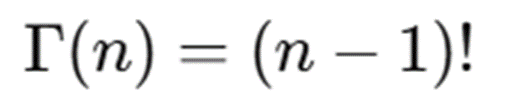 Γ(n) = (n − 1)!